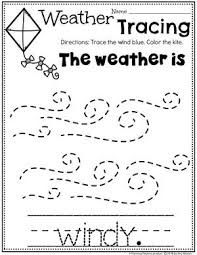 Weather Name
Tracing
Directions: Trace the wind blue. Color the kite.
The weather is
windy.